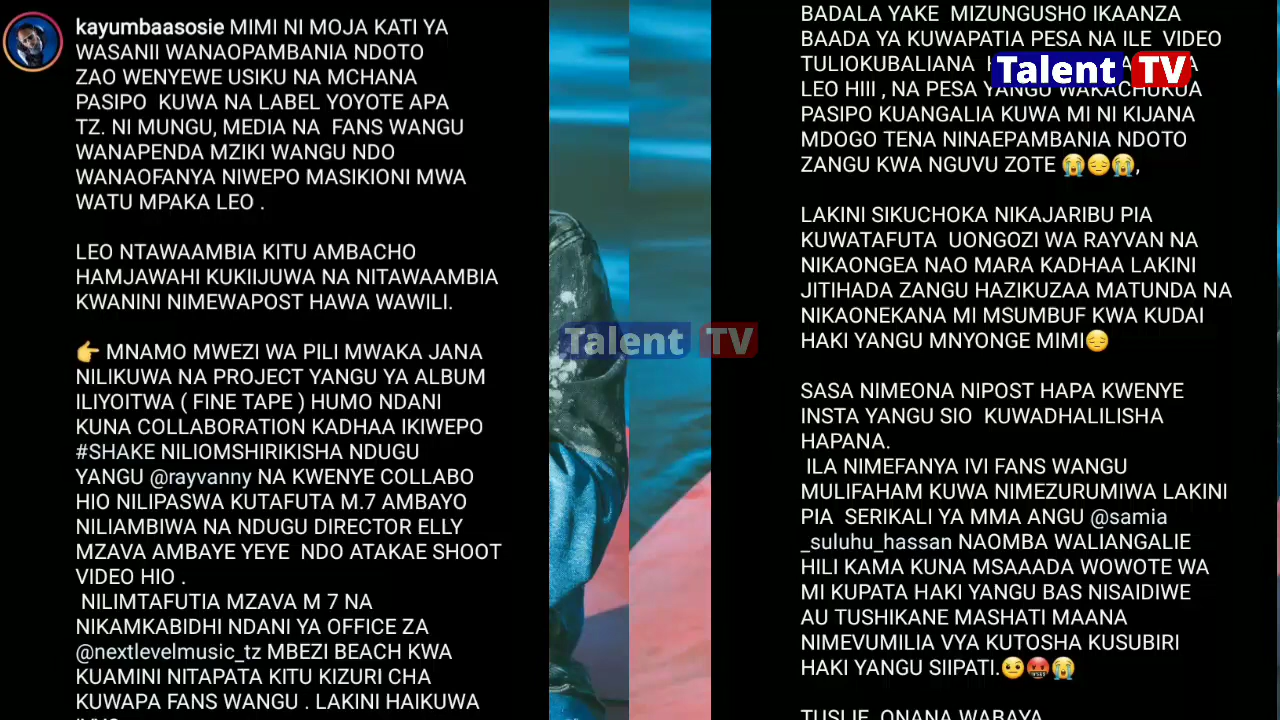 kayumbaasosie MIMI NI MOJA KATI YA
WASANII WANAOPAMBANIA NDOTO
ZAO WENYEWE USIKU NA MCHANA
PASIPO KUWA NA LABEL YOYOTE APA
TZ. NI MUNGU, MEDIA NA FANS WANGU
WANAPENDA MZIKI WANGU NDO
WANAOFANYA NIWEPO MASIKIONI MWA
WATU MPAKA LEO .
LEO NTAWAAMBIA KITU AMBACHO
HAMJAWAHI KUKIIJUWA NA NITAWAAMBIA
KWANINI NIMEWAPOST HAWA WAWILI.
👉 MNAMO MWEZI WA PILI MWAKA JANA
NILIKUWA NA PROJECT YANGU YA ALBUM
ILIYOITWA ( FINE TAPE ) HUMO NDANI
KUNA COLLABORATION KADHAA IKIWEPO
#SHAKE NILIOMSHIRIKISHA NDUGU
YANGU @rayvanny NA KWENYE COLLABO
HIO NILIPASWA KUTAFUTA M.7 AMBAYO
NILIAMBIWA NA NDUGU DIRECTOR ELLY
MZAVA AMBAYE YEYE NDO ATAKAE SHOOT
VIDEO HIO .
NILIMTAFUTIA MZAVA M 7 NA
NIKAMKABIDHI NDANI YA OFFICE ZA
@nextlevelmusic_tz MBEZI BEACH KWA
KUAMINI NITAPATA KITU KIZURI CHA
KUWAPA FANS WANGU . LAKINI HAIKUWA
BADALA YAKE MIZUNGUSHO IKAANZA
BAADA YA KUWAPATIA PESA NA ILE VIDEO
TULIOKUBALIANA
LEO HIII , NA PESA YANGU WAKACHUKUA
PASIPO KUANGALIA KUWA MI NI KIJANA
MDOGO TENA NINAEPAMBANIA NDOTO
ZANGU KWA NGUVU ZOTE 😭😔😭,
LAKINI SIKUCHOKA NIKAJARIBU PIA
KUWATAFUTA UONGOZI WA RAYVAN NA
NIKAONGEA NAO MARA KADHAA LAKINI
JITIHADA ZANGU HAZIKUZAA MATUNDA NA
NIKAONEKANA MI MSUMBUF KWA KUDAI
HAKI YANGU MNYONGE MIMI😔
SASA NIMEONA NIPOST HAPA KWENYE
INSTA YANGU SIO KUWADHALILISHA
HAPANA.
ILA NIMEFANYA IVI FANS WANGU
MULIFAHAM KUWA NIMEZURUMIWA LAKINI
PIA SERIKALI YA MMA ANGU @samia
_suluhu_hassan NAOMBA WALIANGALIE
HILI KAMA KUNA MSAAADA WOWOTE WA
MI KUPATA HAKI YANGU BAS NISAIDIWE
AU TUSHIKANE MASHATI MAANA
NIMEVUMILIA VYA KUTOSHA KUSUBIRI
HAKI YANGU SIIPATI.🤨🤬😭
TUSIJE ONANA WABAYA
Talent TV
Talent TV